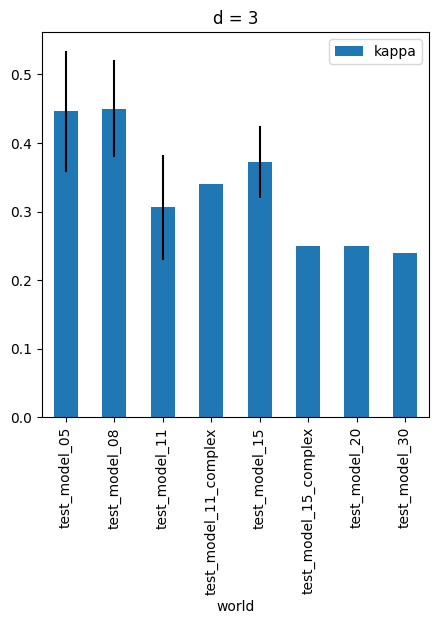 d = 3
kappa
0.5
0.4
0.3
0.2
0.1
0.0
test_model_05
test_model_08
test_model_11
test_model_11_complex
test_model_15
test_model_15_complex
test_model_20
test_model_30
world